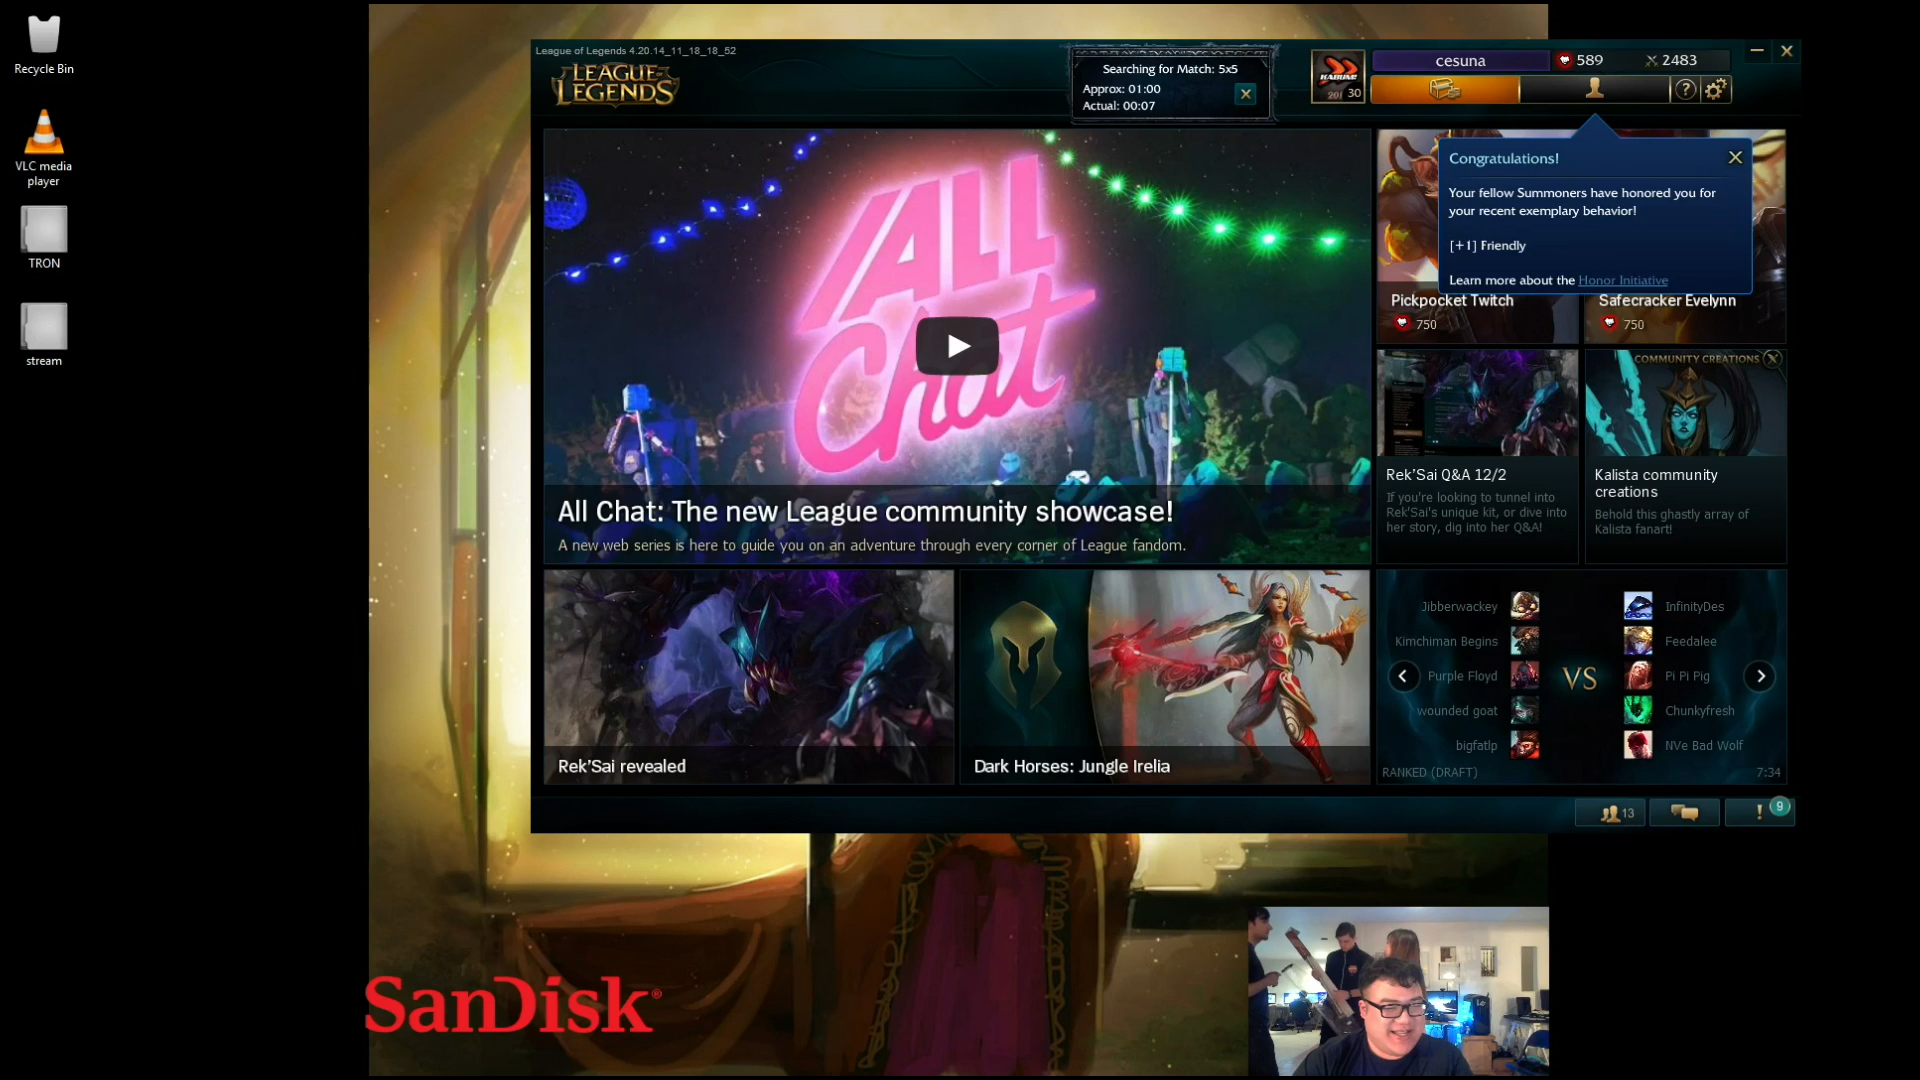 Recycle Bin
VLC media
player
TRON
stream
League of Legends 4.20.14_11_18_18_52
LEAGUE OF
LEGENDS
Searching for Match: 5x5
Approx: 01:00
Actual: 00:07
30
cesuna
589
2483
?
Congratulations!
Your fellow Summoners have honored you for
your recent exemplary behavior!
[+1] Friendly
Learn more about the Honor Initiative
ALL
Chat
All Chat: The new League community showcase!
A new web series is here to guide you on an adventure through every corner of League fandom.
Pickpocket Twitch
750
Safecracker Evelynn
750
Rek'Sai Q&A 12/2
If you're looking to tunnel into
Rek'Sai's unique kit, or dive into
her story, dig into her Q&A!
COMMUNITY CREATIONS
Kalista community
creations
Behold this ghastly array of
Kalista fanart!
Rek'Sai revealed
Dark Horses: Jungle Irelia
Jibberwackey
InfinityDes
Kimchiman Begins
Feedalee
Purple Floyd
VS
Pi Pi Pig
wounded goat
Chunkyfresh
bigfatlp
NVe Bad Wolf
RANKED (DRAFT)
7:34
13
!
9
SanDisk®